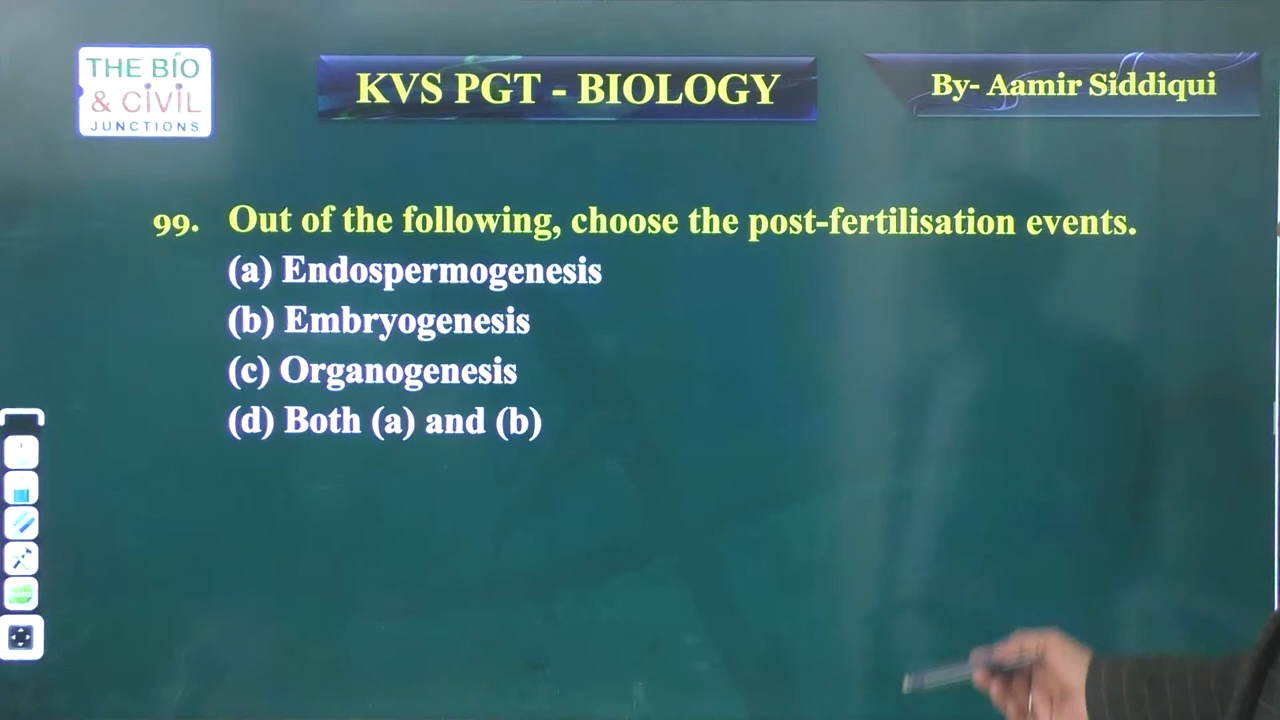 THE BIO
& CIVIL
JUNCTIONS
KVS PGT - BIOLOGY
By- Aamir Siddiqui
99. Out of the following, choose the post-fertilisation events.
(a) Endospermogenesis
(b) Embryogenesis
(c) Organogenesis
(d) Both (a) and (b)